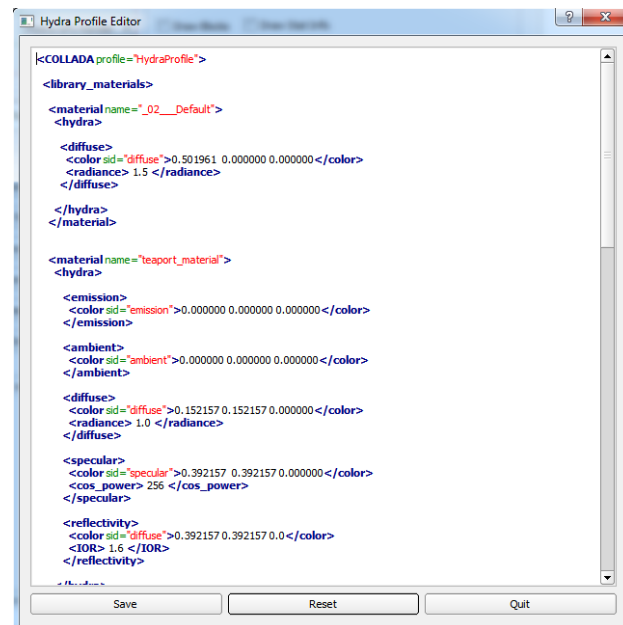 Hydra Profile Editor
<COLLADA profile="HydraProfile">
<library_materials>
<material name="_02___Default">
<hydra>
<diffuse>
<color sid="diffuse">0.501961 0.000000 0.000000</color>
<radiance> 1.5 </radiance>
</diffuse>
</hydra>
</material>
<material name="teaport_material">
<hydra>
<emission>
<color sid="emission">0.000000 0.000000 0.000000</color>
</emission>
<ambient>
<color sid="ambient">0.000000 0.000000 0.000000</color>
</ambient>
<diffuse>
<color sid="diffuse">0.152157 0.152157 0.000000</color>
<radiance> 1.0 </radiance>
</diffuse>
<specular>
<color sid="specular">0.392157 0.392157 0.000000</color>
<cos_power> 256 </cos_power>
</specular>
<reflectivity>
<color sid="diffuse">0.392157 0.392157 0.0</color>
<IOR> 1.6 </IOR>
</reflectivity>
Save Reset Quit